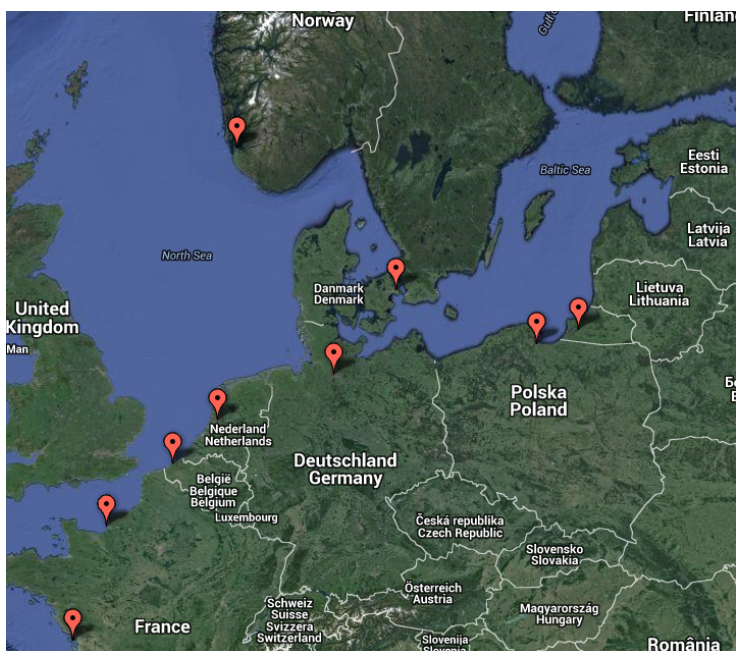 Norway
Finlan
Gulf
Baltic Sea
Eesti
Estonia
Latvija
Latvia
North Sea
Danmark
Denmark
Lietuva
Lithuania
United
Kingdom
Man
Polska
Poland
Nederland
Netherlands
België
Belgique
Belgium
Deutschland
Germany
Luxembourg
Česká republika
Czech Republic
Slovensko
Slovakia
Österreich
Austria
Magyarország
Hungary
Schweiz
Suisse
Svizzera
Switzerland
France
Slovenija
România